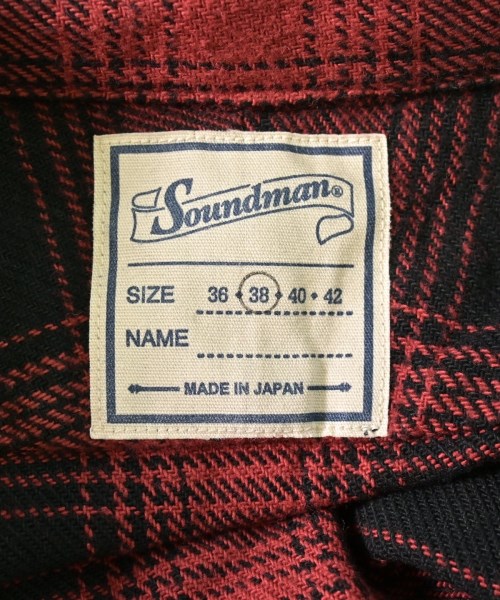 Soundman®
SIZE 36 • 38 • 40 • 42
NAME
MADE IN JAPAN